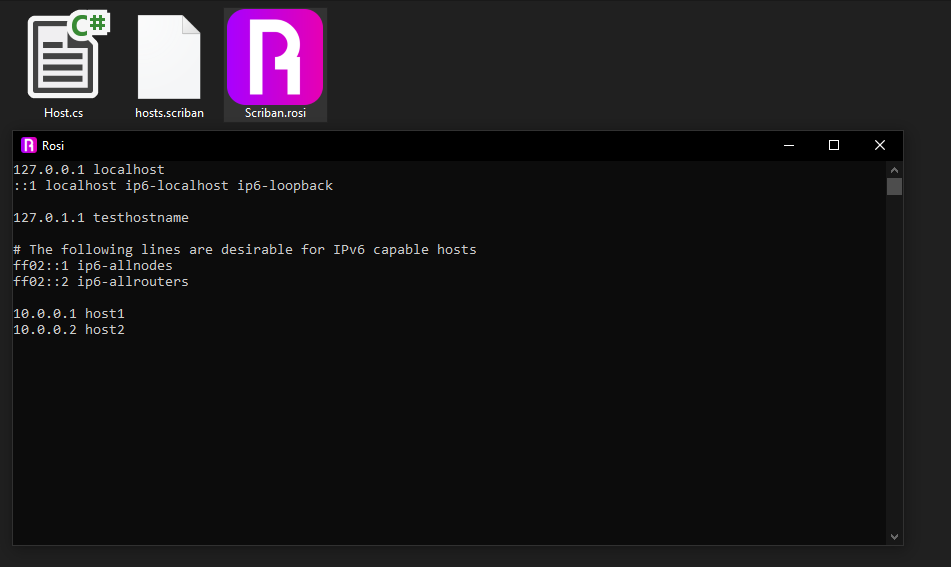 C#
Host.cs
hosts.scriban
Scriban.rosi
Rosi
127.0.0.1 localhost
::1 localhost ip6-localhost ip6-loopback
127.0.1.1 testhostname
# The following lines are desirable for IPv6 capable hosts
ff02::1 ip6-allnodes
ff02::2 ip6-allrouters
10.0.0.1 host1
10.0.0.2 host2